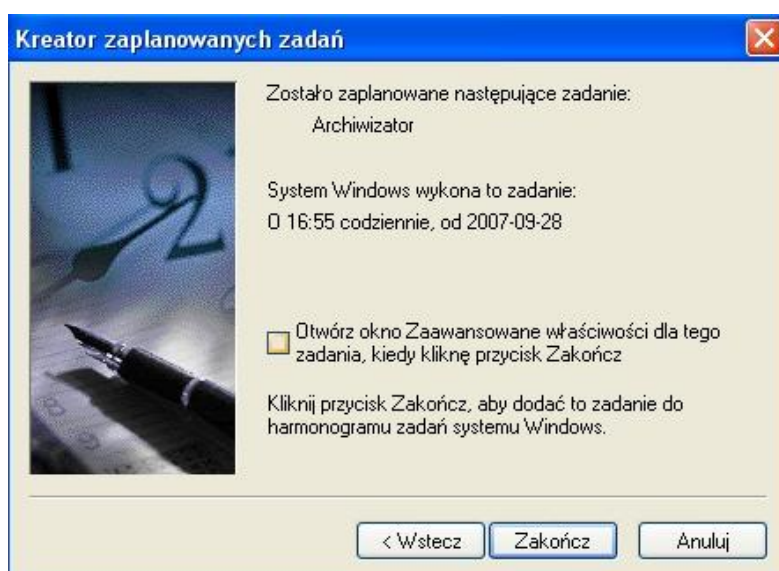 Kreator zaplanowanych zadań
Zostało zaplanowane następujące zadanie:
Archiwizator
System Windows wykona to zadanie:
O 16:55 codziennie, od 2007-09-28
Otwórz okno Zaawansowane właściwości dla tego
zadania, kiedy kliknę przycisk Zakończ
Kliknij przycisk Zakończ, aby dodać to zadanie do
harmonogramu zadań systemu Windows.
< Wstecz
Zakończ
Anuluj